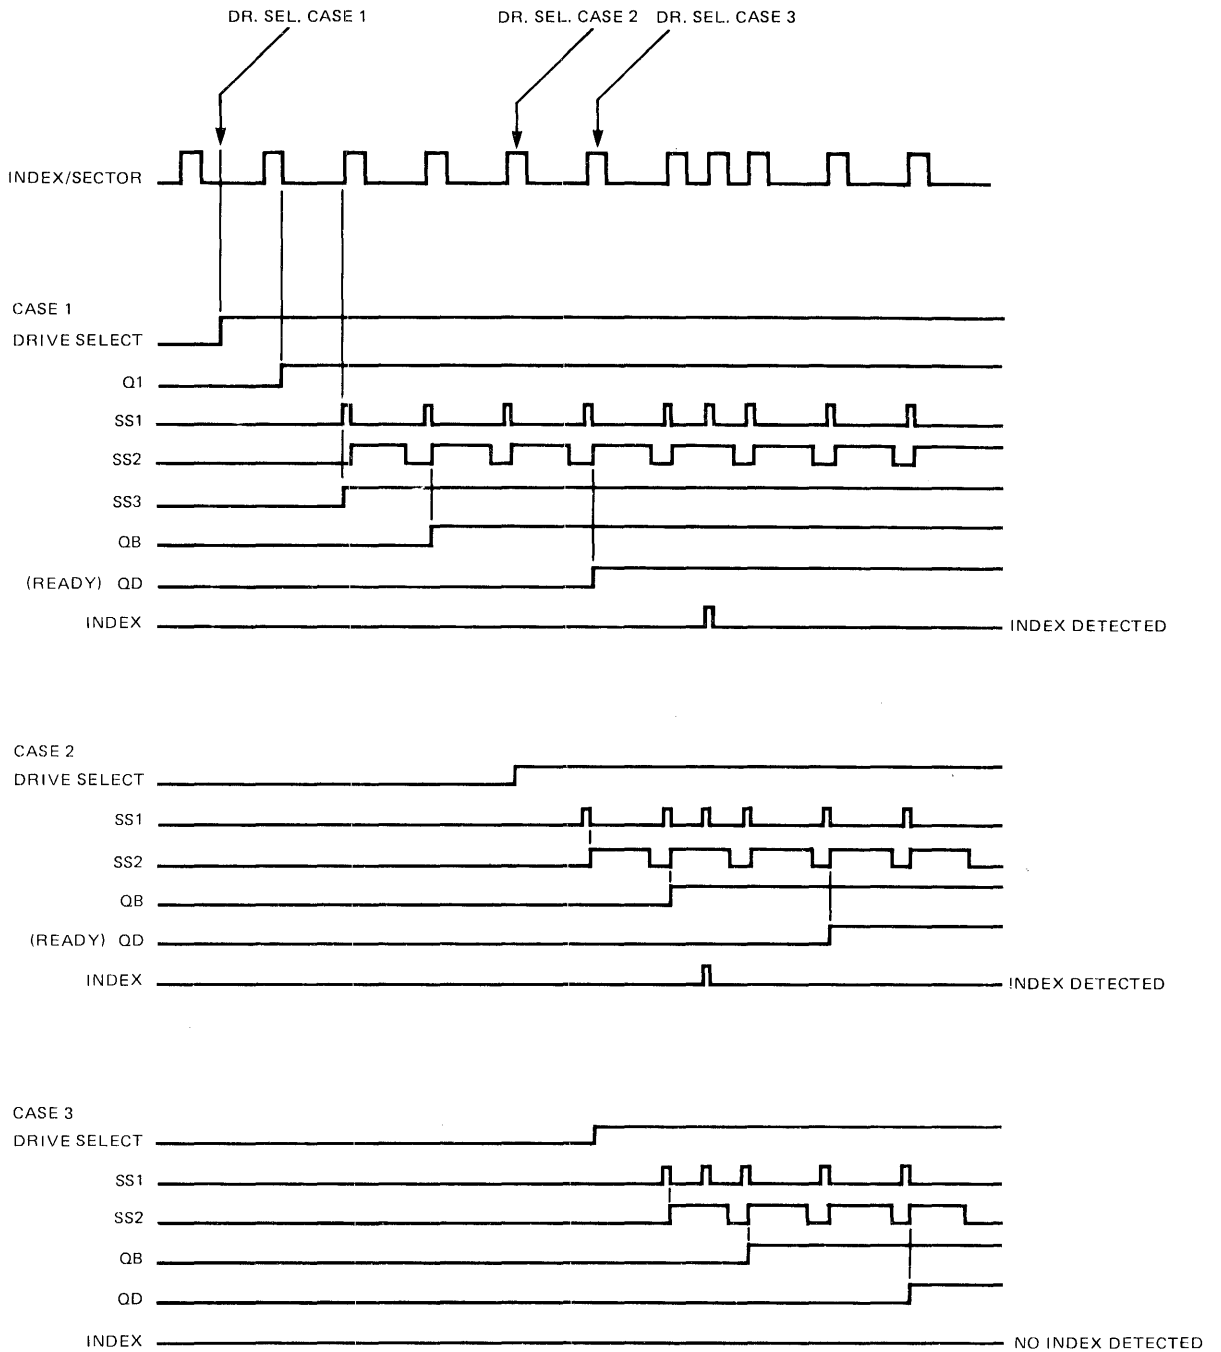 DR. SEL. CASE 1
DR. SEL. CASE 2
DR. SEL. CASE 3
INDEX/SECTOR
CASE 1
DRIVE SELECT
Q1
SS1
SS2
SS3
QB
(READY) QD
INDEX
INDEX DETECTED
CASE 2
DRIVE SELECT
SS1
SS2
QB
(READY) QD
INDEX
INDEX DETECTED
CASE 3
DRIVE SELECT
SS1
SS2
QB
QD
INDEX
NO INDEX DETECTED